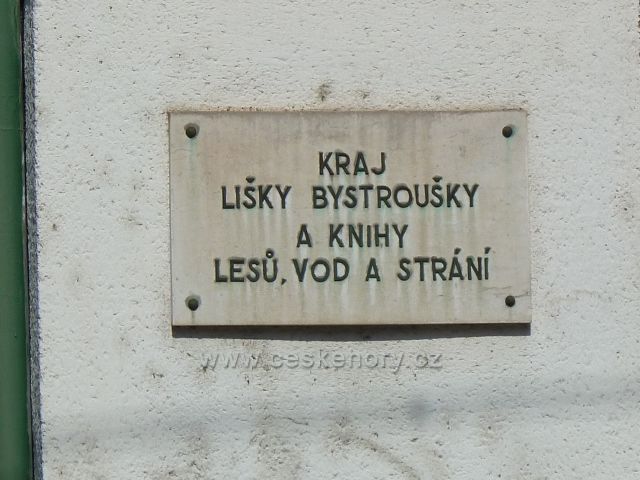 KRAJ
LIŠKY BYSTROUŠKY
A KNIHY
LESŮ, VOD A STRÁNÍ
www.ceskehory.cz